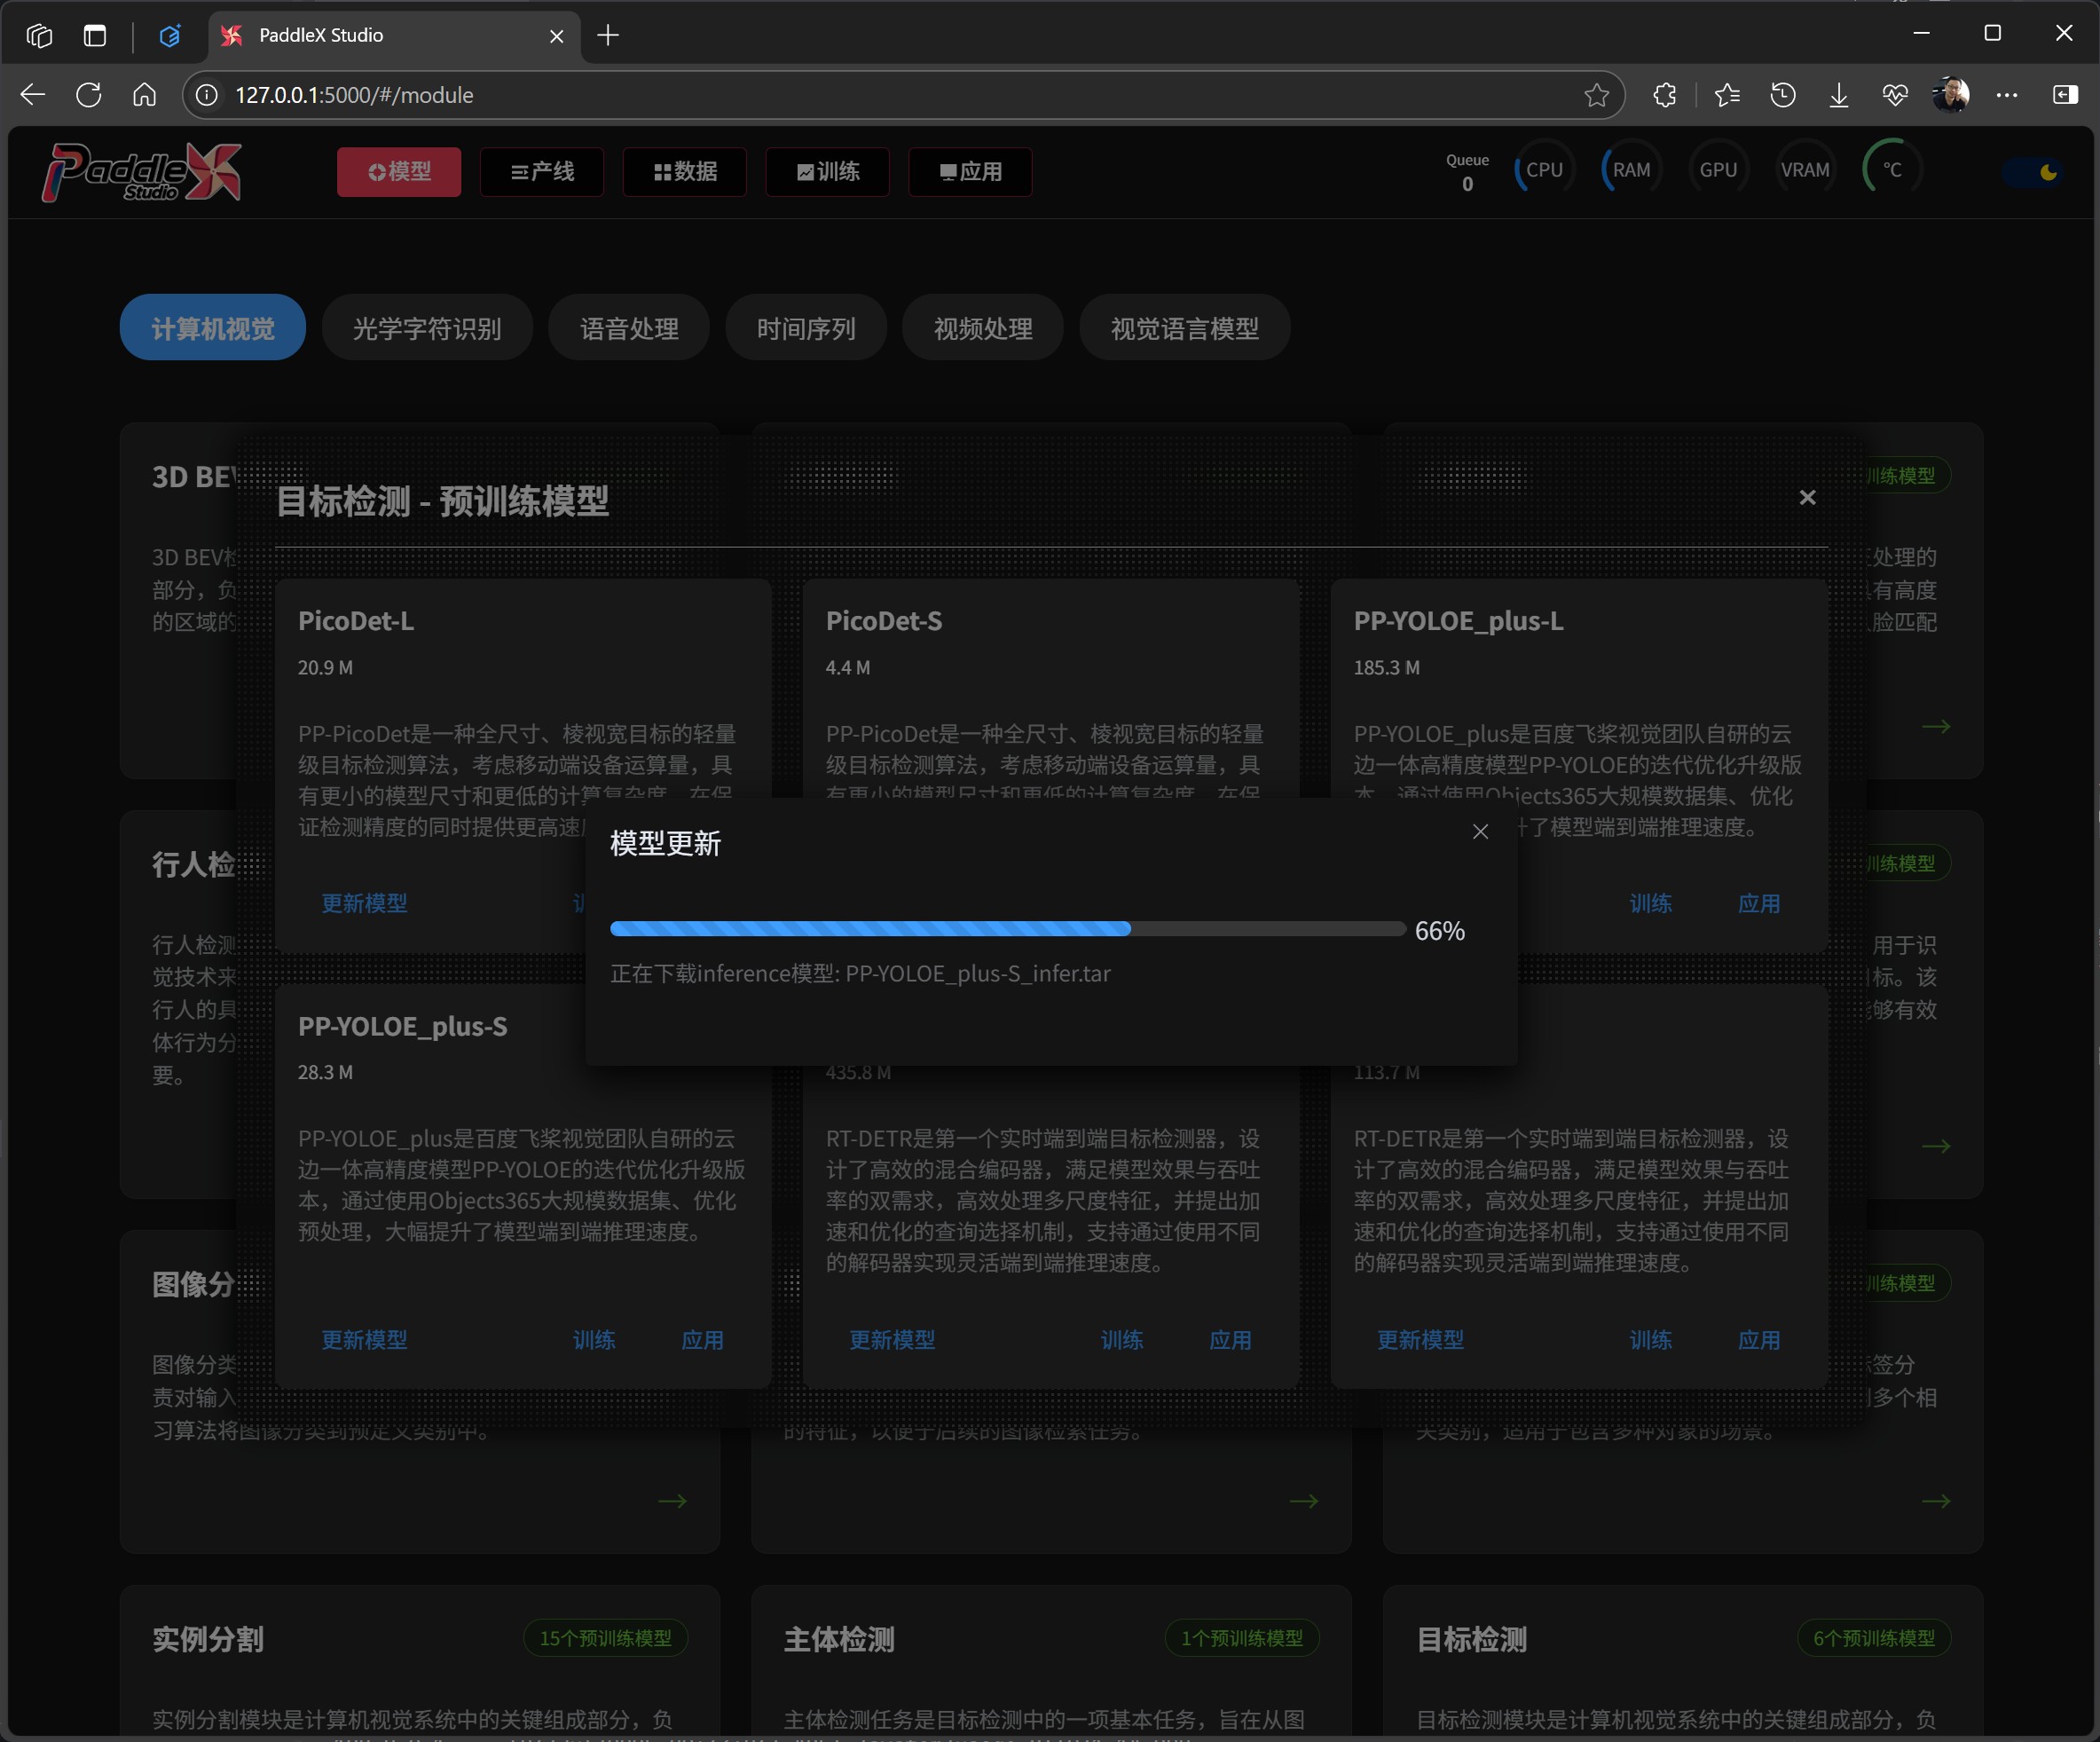 PaddleX Studio
127.0.0.1:5000/#/module
Paddle
Studio
模型
产线
数据
训练
应用
Queue
0
CPU
RAM
GPU
VRAM
℃
计算机视觉
光学字符识别
语音处理
时间序列
视频处理
视觉语言模型
3D BEV
训练模型
3D BEV检
部分，负
的区域的
处理的
有高度
脸匹配
目标检测 - 预训练模型
PicoDet-L
20.9 M
PP-PicoDet是一种全尺寸、棱视宽目标的轻量
级目标检测算法，考虑移动端设备运算量，具
有更小的模型尺寸和更低的计算复杂度，在保
证检测精度的同时提供更高速
更新模型
PicoDet-S
4.4 M
PP-PicoDet是一种全尺寸、棱视宽目标的轻量
级目标检测算法，考虑移动端设备运算量，具
有更小的模型尺寸和更低的计算复杂度，在保
PP-YOLOE_plus-L
185.3 M
PP-YOLOE_plus是百度飞桨视觉团队自研的云
边一体高精度模型PP-YOLOE的迭代优化升级版
本，通过使用Objects365大规模数据集、优化
了模型端到端推理速度。
训练
应用
模型更新
66%
正在下载inference模型: PP-YOLOE_plus-S_infer.tar
行人检
训练模型
行人检测
觉技术来
行人的具
体行为分
要。
用于识
标。该
够有效
PP-YOLOE_plus-S
28.3 M
PP-YOLOE_plus是百度飞桨视觉团队自研的云
边一体高精度模型PP-YOLOE的迭代优化升级版
本，通过使用Objects365大规模数据集、优化
预处理，大幅提升了模型端到端推理速度。
更新模型
训练
应用
435.8 M
RT-DETR是第一个实时端到端目标检测器，设
计了高效的混合编码器，满足模型效果与吞吐
率的双需求，高效处理多尺度特征，并提出加
速和优化的查询选择机制，支持通过使用不同
的解码器实现灵活端到端推理速度。
更新模型
训练
应用
113.7 M
RT-DETR是第一个实时端到端目标检测器，设
计了高效的混合编码器，满足模型效果与吞吐
率的双需求，高效处理多尺度特征，并提出加
速和优化的查询选择机制，支持通过使用不同
的解码器实现灵活端到端推理速度。
更新模型
训练
应用
图像分
训练模型
图像分类
责对输入
习算法将图像分类到预定义类别中。
的特征，以便于后续的图像检索任务。
签分
多个相
关类别，适用于包含多种对象的场景。
实例分割
15个预训练模型
实例分割模块是计算机视觉系统中的关键组成部分，负
主体检测
1个预训练模型
主体检测任务是目标检测中的一项基本任务，旨在从图
目标检测
6个预训练模型
目标检测模块是计算机视觉系统中的关键组成部分，负